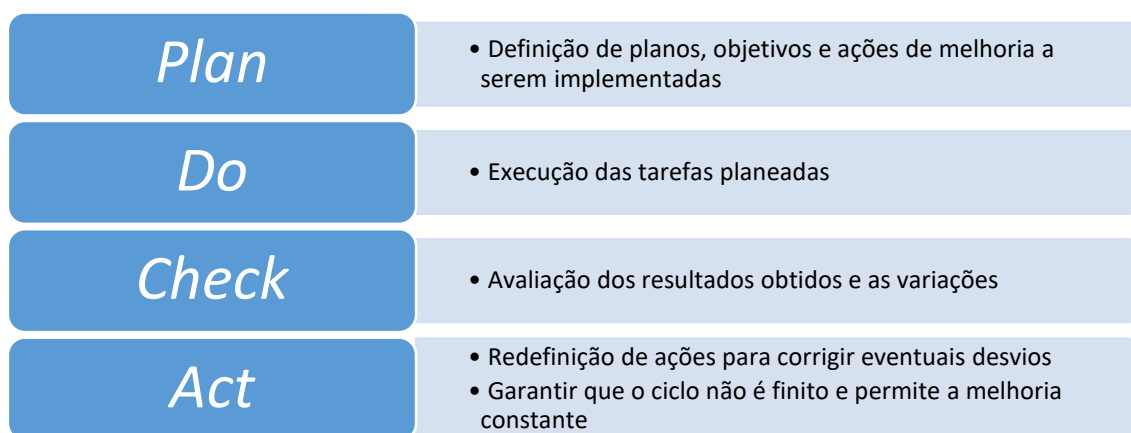 Plan
• Definição de planos, objetivos e ações de melhoria a
serem implementadas
Do
• Execução das tarefas planeadas
Check
• Avaliação dos resultados obtidos e as variações
Act
• Redefinição de ações para corrigir eventuais desvios
• Garantir que o ciclo não é finito e permite a melhoria
constante